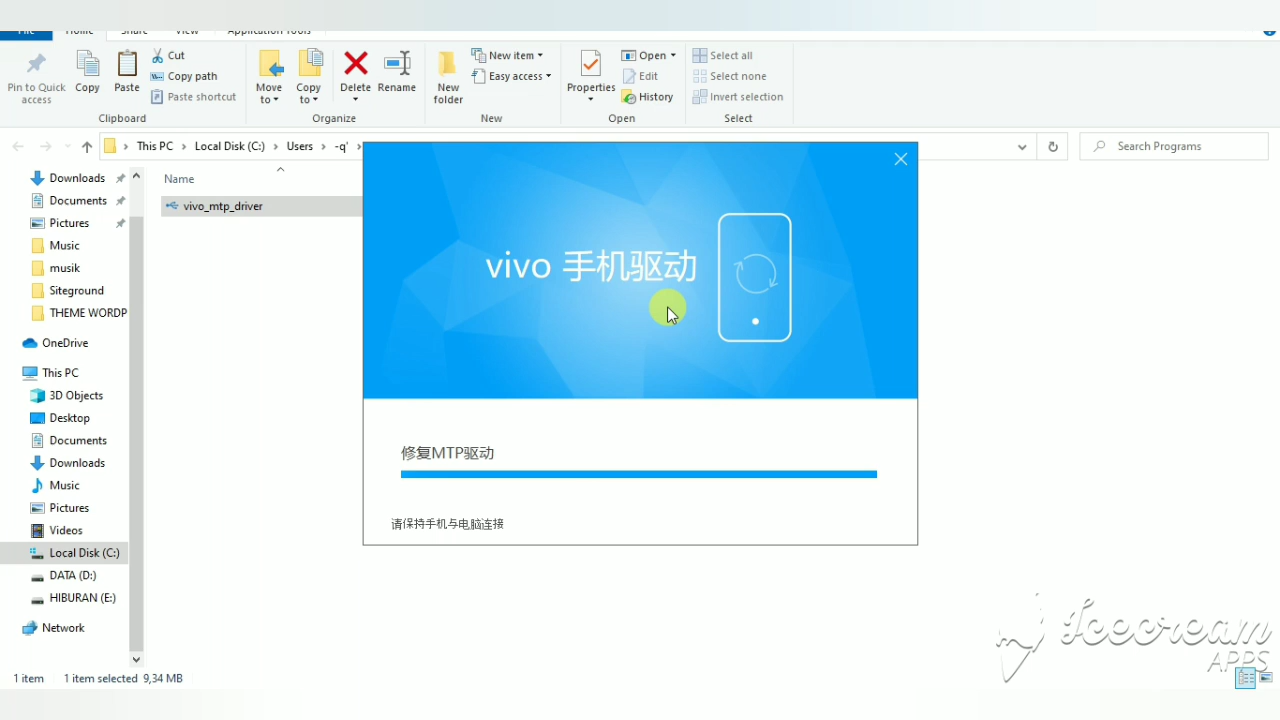 File Home Share View Application Tools
Pin to Quick access
Copy
Paste
Cut
Copy path
Paste shortcut
Clipboard
Move to
Copy to
Delete
Rename
Organize
New folder
New item
Easy access
New
Properties
Open
Edit
History
Open
Select all
Select none
Invert selection
Select
This PC › Local Disk (C:) › Users › -q' ›
Search Programs
Downloads
Documents
Pictures
Music
musik
Siteground
THEME WORDP
OneDrive
This PC
3D Objects
Desktop
Documents
Downloads
Music
Pictures
Videos
Local Disk (C:)
DATA (D:)
HIBURAN (E:)
Network
Name
vivo_mtp_driver
vivo 手机驱动
修复MTP驱动
请保持手机与电脑连接
1 item 1 item selected 9,34 MB
Icecream
APPS